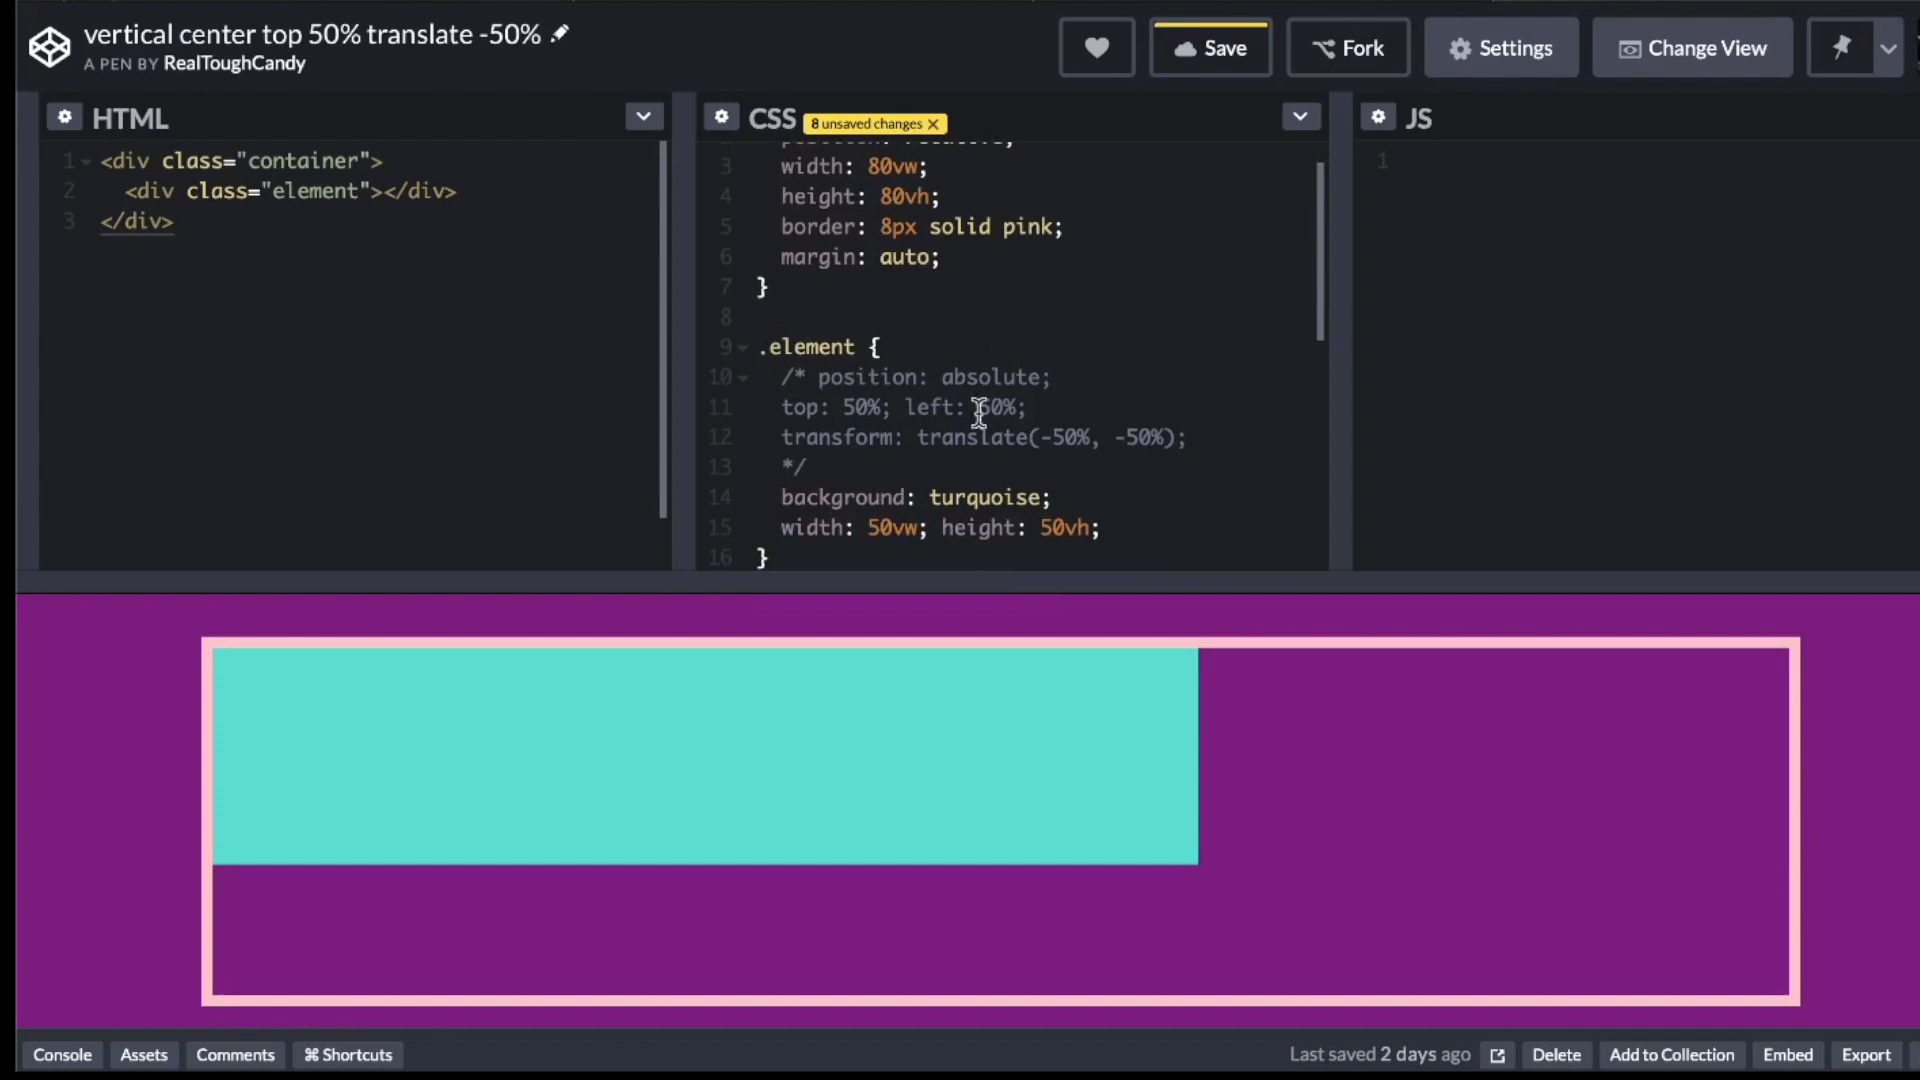 vertical center top 50% translate -50%
A PEN BY RealToughCandy
Save
Fork
Settings
Change View
HTML
1 <div class="container">
2 <div class="element"></div>
3 </div>
CSS 8 unsaved changes X
3 width: 80vw;
4 height: 80vh;
5 border: 8px solid pink;
6 margin: auto;
7 }
8
9 .element {
10 /* position: absolute;
11 top: 50%; left: 50%;
12 transform: translate(-50%, -50%);
13 */
14 background: turquoise;
15 width: 50vw; height: 50vh;
16 }
JS
1
Console Assets Comments ⌘ Shortcuts
Last saved 2 days ago Delete Add to Collection Embed Export